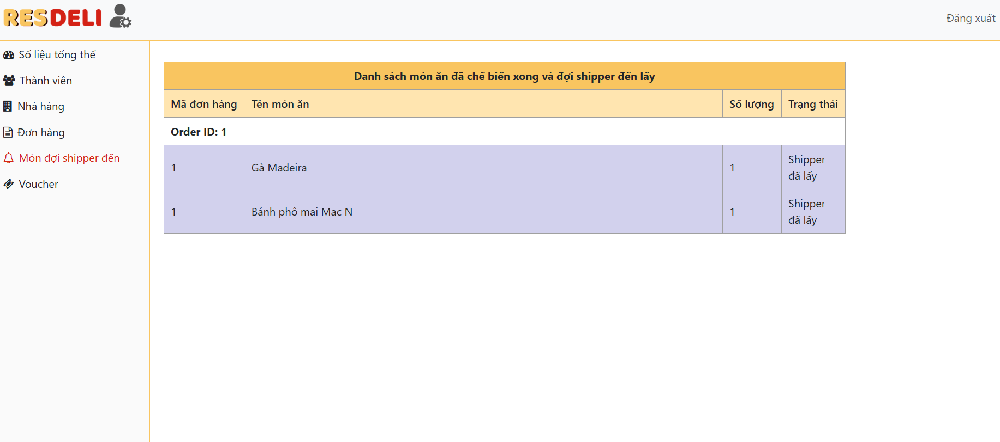 RESDELI
Đăng xuất
Số liệu tổng thể
Thành viên
Nhà hàng
Đơn hàng
Món đợi shipper đến
Voucher
Danh sách món ăn đã chế biến xong và đợi shipper đến lấy
Mã đơn hàng Tên món ăn Số lượng Trạng thái
Order ID: 1
1 Gà Madeira 1 Shipper
đã lấy
1 Bánh phô mai Mac N 1 Shipper
đã lấy